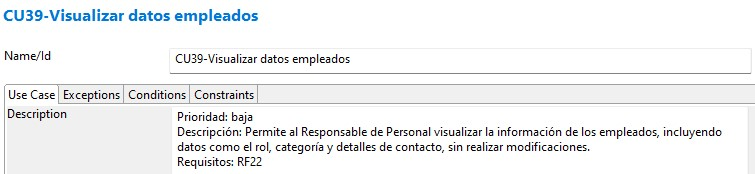 CU39-Visualizar datos empleados
Name/Id CU39-Visualizar datos empleados
Use Case Exceptions Conditions Constraints
Description Prioridad: baja
Descripción: Permite al Responsable de Personal visualizar la información de los empleados, incluyendo
datos como el rol, categoría y detalles de contacto, sin realizar modificaciones.
Requisitos: RF22